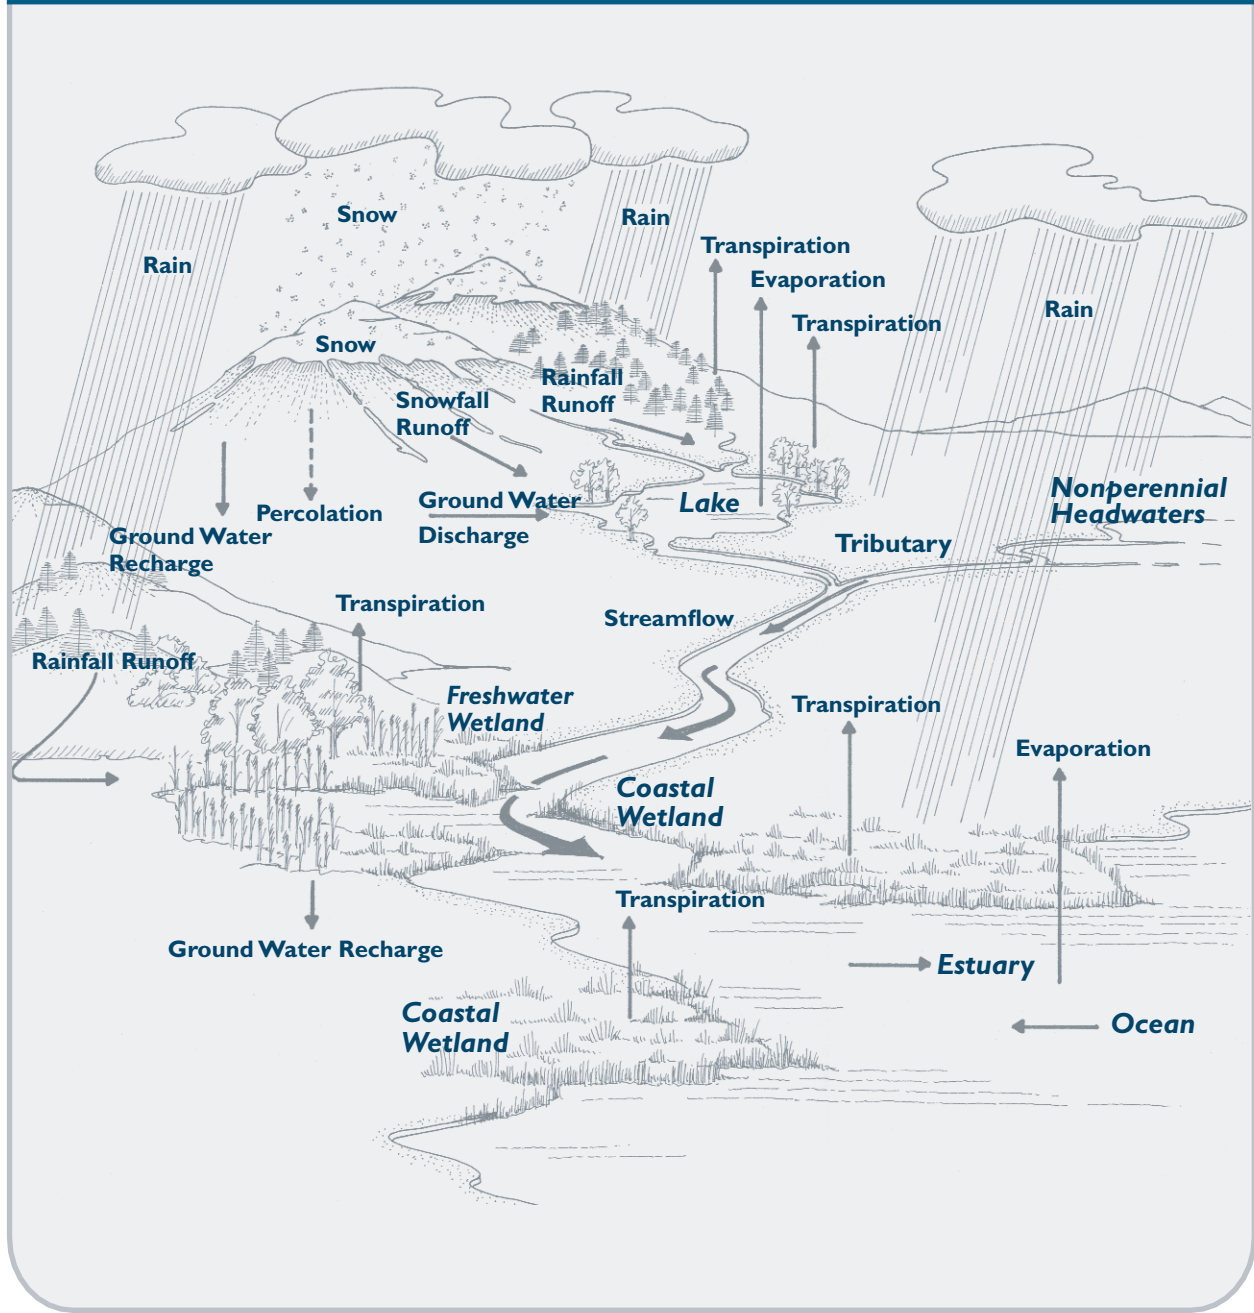 Snow
Rain
Transpiration
Rain
Evaporation
Rain
Transpiration
Snow
Rainfall
Runoff
Snowfall
Runoff
Nonperennial
Headwaters
Ground Water
Discharge
Lake
Percolation
Ground Water
Recharge
Tributary
Transpiration
Streamflow
Rainfall Runoff
Freshwater
Wetland
Transpiration
Evaporation
Coastal
Wetland
Transpiration
Ground Water Recharge
Estuary
Coastal
Wetland
Ocean